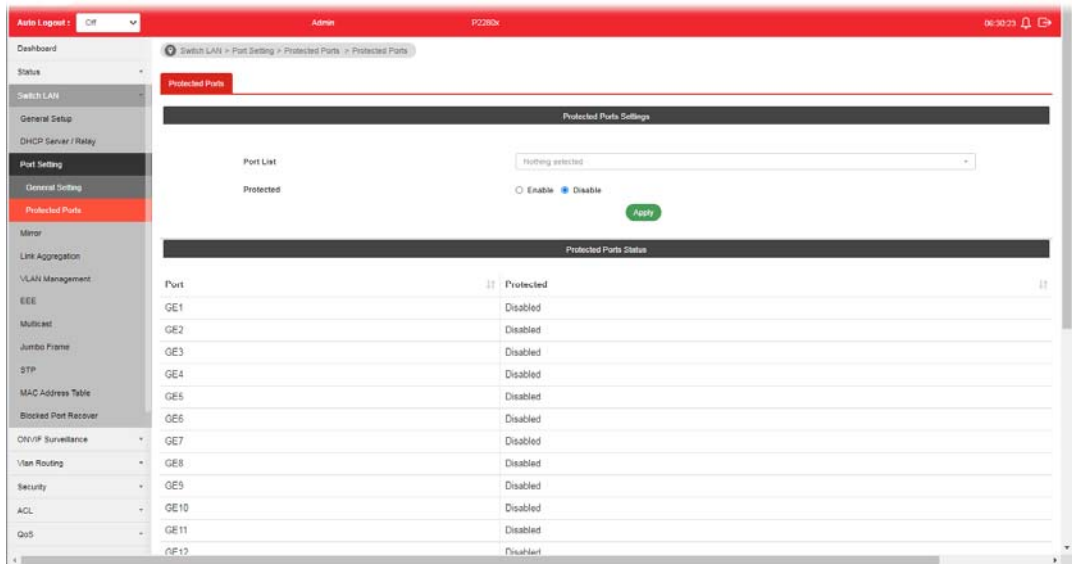 Auto Logout : Off Admin P2280x 06:30:23
Dashboard
Switch LAN > Port Setting > Protected Ports > Protected Ports
Status
Protected Ports
Switch LAN
General Setup
Protected Ports Settings
DHCP Server / Relay
Port Setting
Port List Nothing selected
General Setting
Protected Enable Disable
Protected Ports
Apply
Mirror
Protected Ports Status
Link Aggregation
VLAN Management
Port Protected
EEE
GE1 Disabled
Multicast
GE2 Disabled
Jumbo Frame
GE3 Disabled
STP
GE4 Disabled
MAC Address Table
GE5 Disabled
Blocked Port Recover
GE6 Disabled
ONVIF Surveillance
GE7 Disabled
Vlan Routing
GE8 Disabled
Security
GE9 Disabled
ACL
GE10 Disabled
QoS
GE11 Disabled
GE12 Disabled